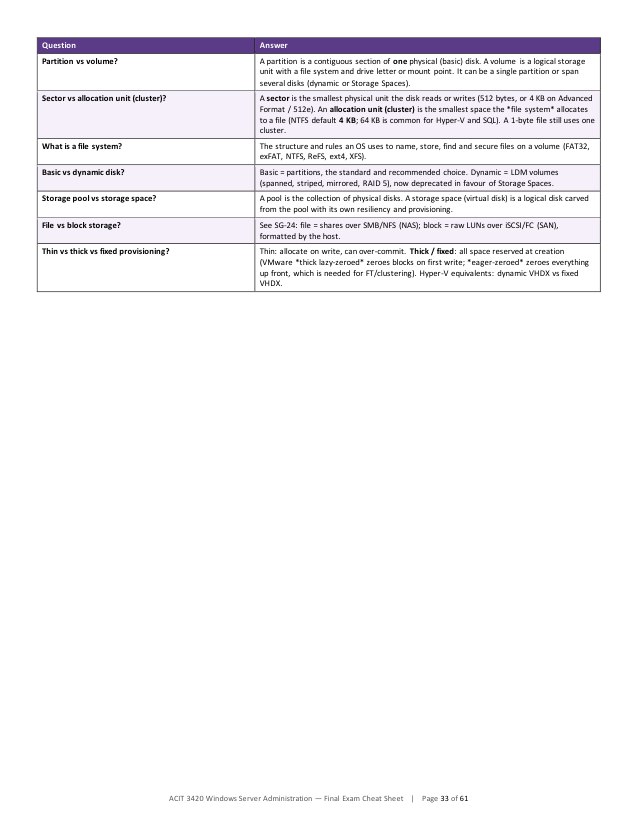 Question
Answer
Partition vs volume?
A partition is a contiguous section of one physical (basic) disk. A volume is a logical storage
unit with a file system and drive letter or mount point. It can be a single partition or span
several disks (dynamic or Storage Spaces).
Sector vs allocation unit (cluster)?
A sector is the smallest physical unit the disk reads or writes (512 bytes, or 4 KB on Advanced
Format / 512e). An allocation unit (cluster) is the smallest space the *file system* allocates
to a file (NTFS default 4 KB; 64 KB is common for Hyper-V and SQL). A 1-byte file still uses one
cluster.
What is a file system?
The structure and rules an OS uses to name, store, find and secure files on a volume (FAT32,
exFAT, NTFS, ReFS, ext4, XFS).
Basic vs dynamic disk?
Basic = partitions, the standard and recommended choice. Dynamic = LDM volumes
(spanned, striped, mirrored, RAID 5), now deprecated in favour of Storage Spaces.
Storage pool vs storage space?
A pool is the collection of physical disks. A storage space (virtual disk) is a logical disk carved
from the pool with its own resiliency and provisioning.
File vs block storage?
See SG-24: file = shares over SMB/NFS (NAS); block = raw LUNs over iSCSI/FC (SAN),
formatted by the host.
Thin vs thick vs fixed provisioning?
Thin: allocate on write, can over-commit. Thick / fixed: all space reserved at creation
(VMware *thick lazy-zeroed* zeroes blocks on first write; *eager-zeroed* zeroes everything
up front, which is needed for FT/clustering). Hyper-V equivalents: dynamic VHDX vs fixed
VHDX.
ACIT 3420 Windows Server Administration — Final Exam Cheat Sheet | Page 33 of 61